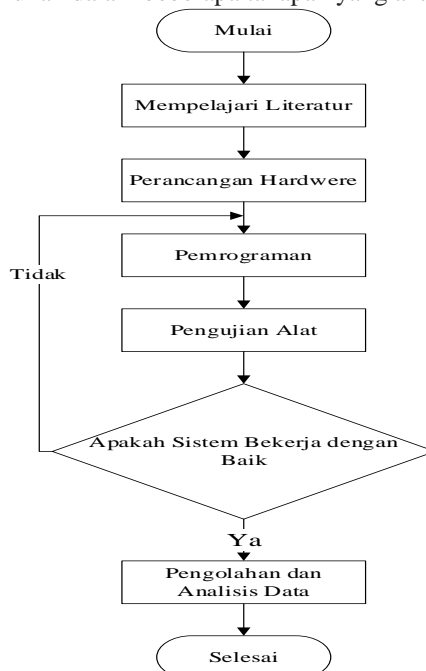 Mulai
Mempelajari Literatur
Perancangan Hardwere
Pemrograman
Tidak
Pengujian Alat
Apakah Sistem Bekerja dengan
Baik
Ya
Pengolahan dan
Analisis Data
Selesai